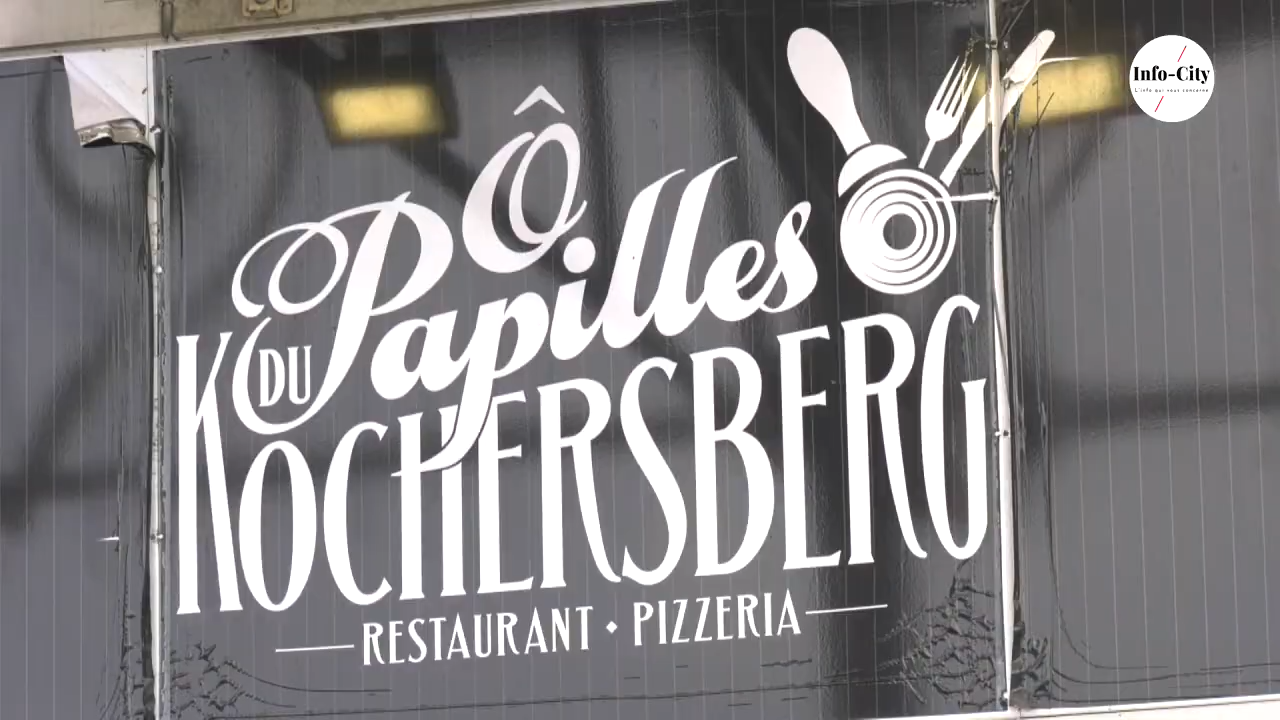 Ô
Papilles
DU
KOCHERSBERG
RESTAURANT • PIZZERIA
Info-City
L'info qui vous concerne